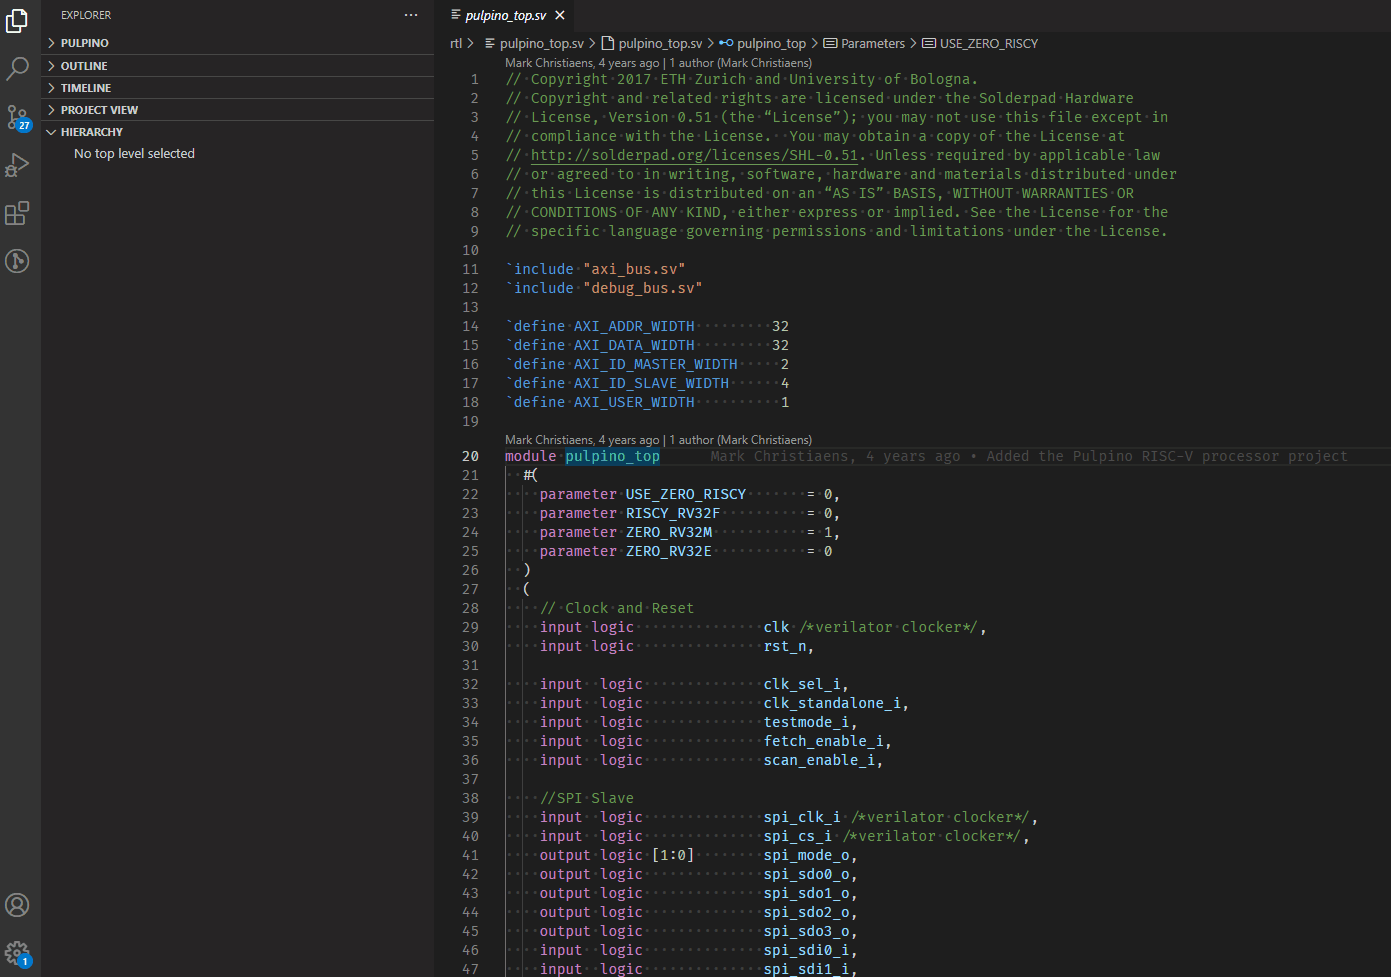 EXPLORER
PULPINO
OUTLINE
TIMELINE
PROJECT VIEW
HIERARCHY
No top level selected
27
1
pulpino_top.sv
rtl > pulpino_top.sv > pulpino_top.sv > pulpino_top > Parameters > USE_ZERO_RISCY
Mark Christiaens, 4 years ago | 1 author (Mark Christiaens)
1 // Copyright 2017 ETH Zurich and University of Bologna.
2 // Copyright and related rights are licensed under the Solderpad Hardware
3 // License, Version 0.51 (the “License”); you may not use this file except in
4 // compliance with the License.  You may obtain a copy of the License at
5 // http://solderpad.org/licenses/SHL-0.51. Unless required by applicable law
6 // or agreed to in writing, software, hardware and materials distributed under
7 // this License is distributed on an “AS IS” BASIS, WITHOUT WARRANTIES OR
8 // CONDITIONS OF ANY KIND, either express or implied. See the License for the
9 // specific language governing permissions and limitations under the License.
10
11 `include "axi_bus.sv"
12 `include "debug_bus.sv"
13
14 `define AXI_ADDR_WIDTH         32
15 `define AXI_DATA_WIDTH         32
16 `define AXI_ID_MASTER_WIDTH     2
17 `define AXI_ID_SLAVE_WIDTH      4
18 `define AXI_USER_WIDTH          1
19
Mark Christiaens, 4 years ago | 1 author (Mark Christiaens)
20 module pulpino_top Mark Christiaens, 4 years ago • Added the Pulpino RISC-V processor project
21   #(
22     parameter USE_ZERO_RISCY       = 0,
23     parameter RISCY_RV32F          = 0,
24     parameter ZERO_RV32M           = 1,
25     parameter ZERO_RV32E           = 0
26   )
27   (
28     // Clock and Reset
29     input logic               clk /*verilator clocker*/,
30     input logic               rst_n,
31
32     input  logic              clk_sel_i,
33     input  logic              clk_standalone_i,
34     input  logic              testmode_i,
35     input  logic              fetch_enable_i,
36     input  logic              scan_enable_i,
37
38     //SPI Slave
39     input  logic              spi_clk_i /*verilator clocker*/,
40     input  logic              spi_cs_i /*verilator clocker*/,
41     output logic [1:0]        spi_mode_o,
42     output logic              spi_sdo0_o,
43     output logic              spi_sdo1_o,
44     output logic              spi_sdo2_o,
45     output logic              spi_sdo3_o,
46     input  logic              spi_sdi0_i,
47     input  logic              spi_sdi1_i,